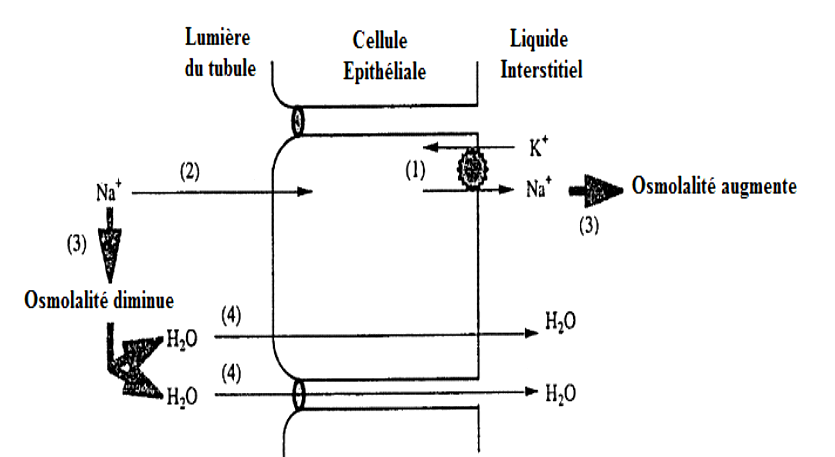 Lumière
du tubule
Cellule
Epithéliale
Liquide
Interstitiel
K⁺
(1)
(2)
Na⁺
Na⁺
Osmolalité augmente
(3)
(3)
Osmolalité diminue
(4)
H₂O
H₂O
(4)
H₂O
H₂O